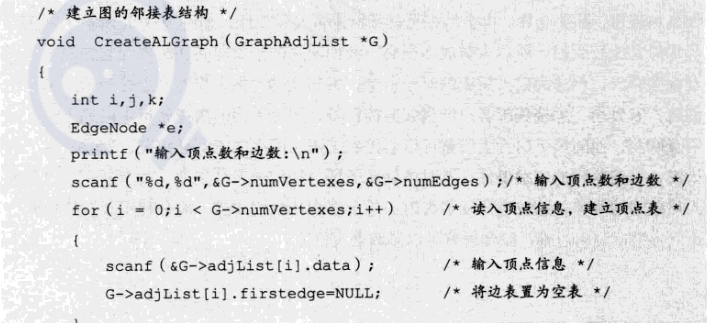 /* 建立图的邻接表结构 */
void CreateALGraph(GraphAdjList *G)
{
int i,j,k;
EdgeNode *e;
printf("输入顶点数和边数:\n");
scanf("%d,%d",&G->numVertexes,&G->numEdges);/* 输入顶点数和边数 */
for(i = 0;i < G->numVertexes;i++) /* 读入顶点信息, 建立顶点表 */
{
scanf(&G->adjList[i].data); /* 输入顶点信息 */
G->adjList[i].firstedge=NULL; /* 将边表置为空表 */
}